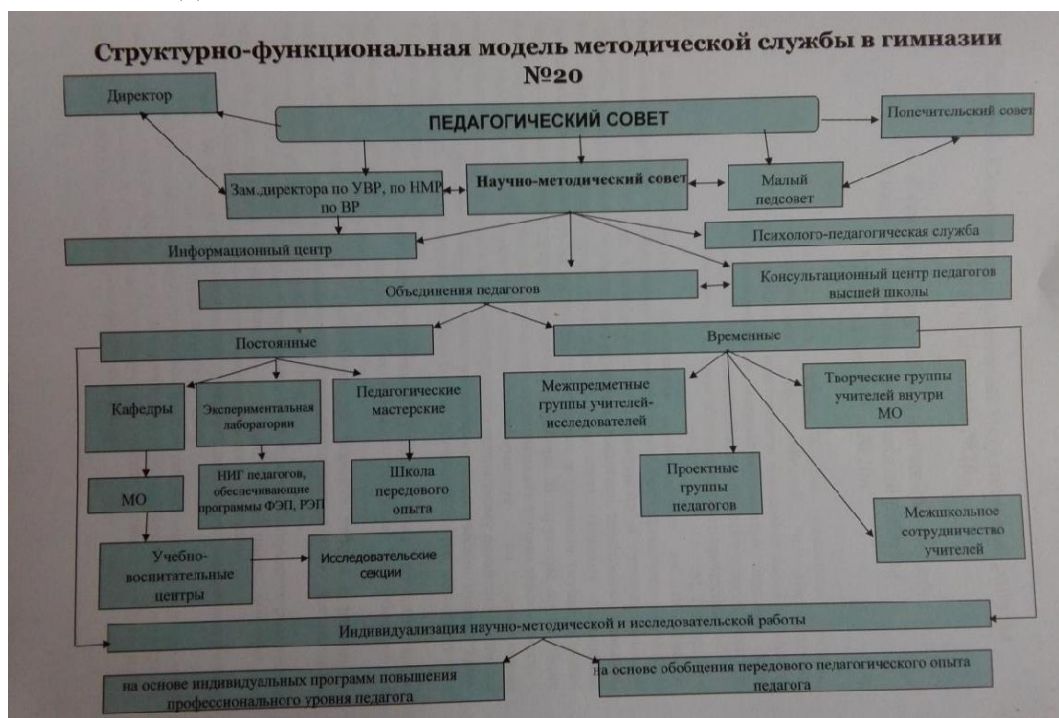 Структурно-функциональная модель методической службы в гимназии
№20
Директор
ПЕДАГОГИЧЕСКИЙ СОВЕТ
Попечительский совет
Зам.директора по УВР, по НМР
по ВР
Научно-методический совет
Малый
педсовет
Информационный центр
Психолого-педагогическая служба
Объединения педагогов
Консультационный центр педагогов
высшей школы
Постоянные
Временные
Кафедры
Экспериментальная
лаборатории
Педагогические
мастерские
Межпредметные
группы учителей-
исследователей
Творческие группы
учителей внутри
МО
МО
НИГ педагогов,
обеспечивающие
программы ФЭП, РЭП
Школа
передового
опыта
Проектные
группы
педагогов
Межшкольное
сотрудничество
учителей
Учебно-
воспитательные
центры
Исследовательские
секции
Индивидуализация научно-методической и исследовательской работы
на основе индивидуальных программ повышения
профессионального уровня педагога
на основе обобщения передового педагогического опыта
педагога